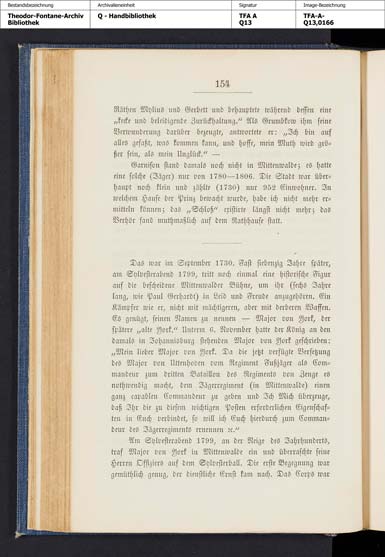 Bestandsbezeichnung
Archivalieneinheit
Signatur
Image-Bezeichnung
Theodor-Fontane-Archiv
Bibliothek
Q - Handbibliothek
TFA A
Q13
TFA-A-
Q13,0166
154
Räthen Mylius und Gerbett und behauptete während dessen eine
„kecke und beleidigende Zurückhaltung.“ Als Grumbkow ihm seine
Verwunderung darüber bezeugte, antwortete er: „Ich bin auf
alles gefaßt, was kommen kann, und hoffe, mein Muth wird grö-
ßer sein, als mein Unglück.“ —
Garnison stand damals noch nicht in Mittenwalde; es hatte
eine solche (Jäger) nur von 1780—1806. Die Stadt war über-
haupt noch klein und zählte (1730) nur 952 Einwohner. In
welchem Hause der Prinz bewacht wurde, habe ich nicht mehr er-
mitteln können; das „Schloß“ existirte längst nicht mehr; das
Verhör fand muthmaßlich auf dem Rathhause statt.
Das war im September 1730. Fast siebenzig Jahre später,
am Sylvesterabend 1799, tritt noch einmal eine historische Figur
auf die bescheidene Mittenwalder Bühne, um ihr (sechs Jahre
lang, wie Paul Gerhardt) in Leid und Freude anzugehören. Ein
Kämpfer wie er, nicht mit mächtigeren, aber mit derberen Waffen.
Es genügt, seinen Namen zu nennen — Major von York, der
spätere „alte York.“ Unterm 6. November hatte der König an den
damals in Johannisburg stehenden Major von York geschrieben:
„Mein lieber Major von York. Da die jetzt verfügte Versetzung
des Major von Uttenhoven vom Regiment Fußjäger als Com-
mandeur zum dritten Bataillon des Regiments von Zenge es
nothwendig macht, dem Jägerregiment (in Mittenwalde) einen
ganz capablen Commandeur zu geben und Ich Mich überzeuge,
daß Ihr die zu diesem wichtigen Posten erforderlichen Eigenschaf-
ten in Euch verbindet, so will ich Euch hierdurch zum Comman-
deur des Jägerregiments ernennen ꝛc.“
Am Sylvesterabend 1799, an der Neige des Jahrhunderts,
traf Major von York in Mittenwalde ein und überraschte seine
Herren Offiziers auf dem Sylvesterball. Die erste Begegnung war
gemüthlich genug, der dienstliche Ernst kam nach. Das Corps war